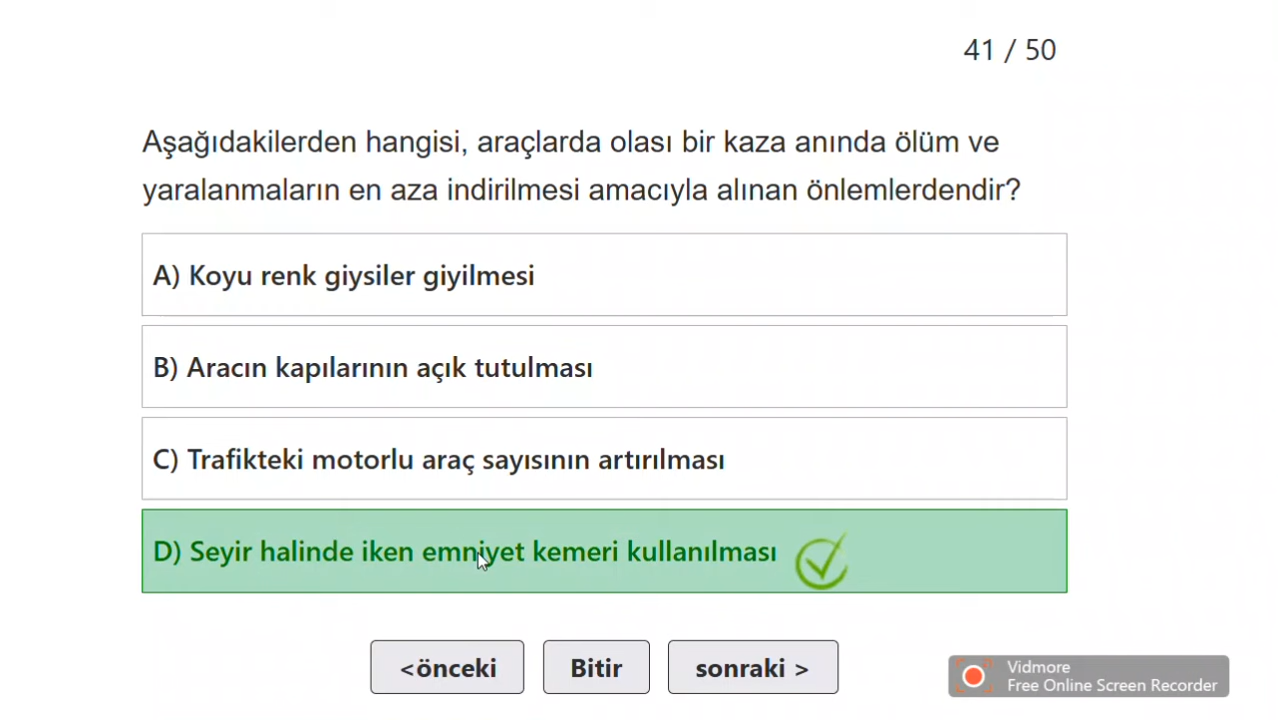 41 / 50
Aşağıdakilerden hangisi, araçlarda olası bir kaza anında ölüm ve
yaralanmaların en aza indirilmesi amacıyla alınan önlemlerdendir?
A) Koyu renk giysiler giyilmesi
B) Aracın kapılarının açık tutulması
C) Trafikteki motorlu araç sayısının artırılması
D) Seyir halinde iken emniyet kemeri kullanılması
<önceki
Bitir
sonraki >
Vidmore
Free Online Screen Recorder